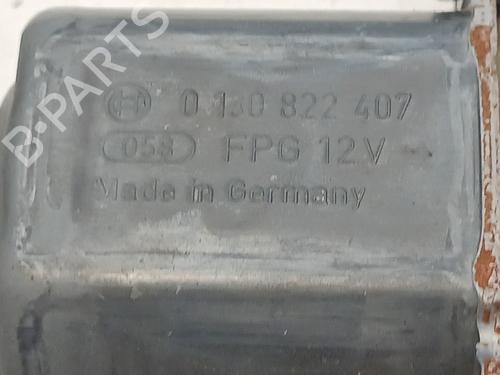 B-PARTS
0 130 822 407
058 FPG 12V
Made in Germany